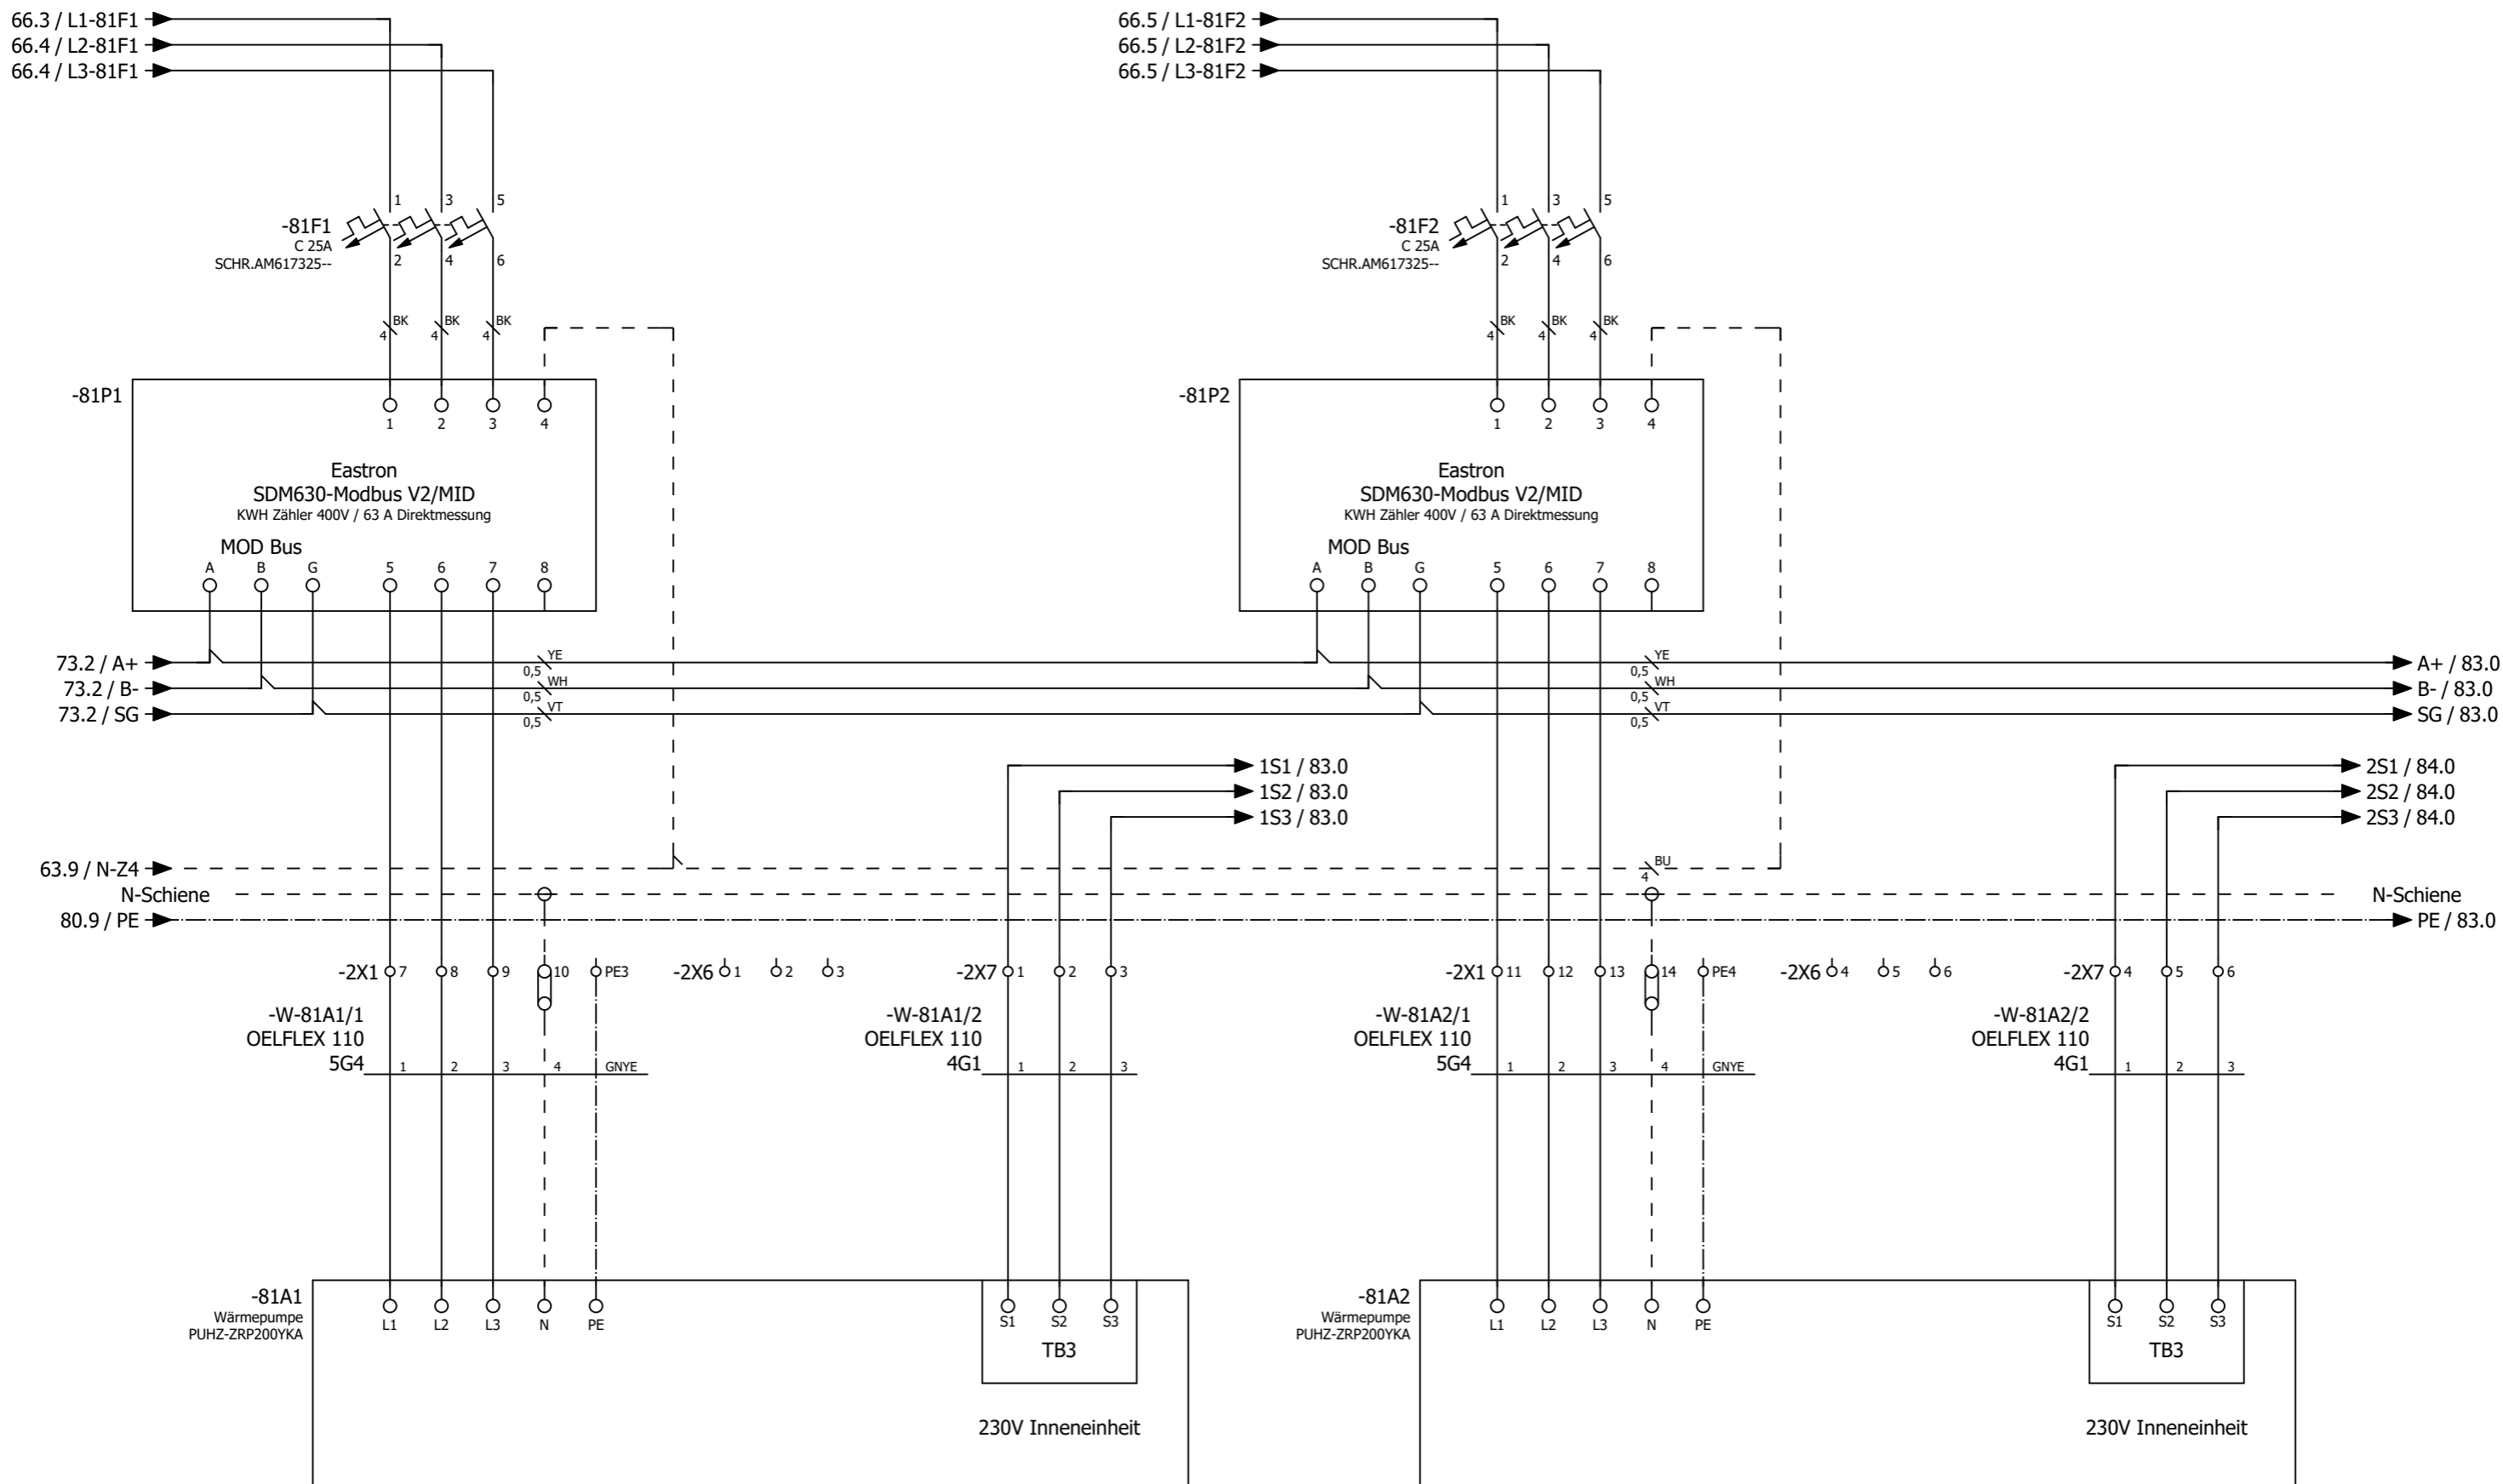 66.3 / L1-81F1
66.4 / L2-81F1
66.4 / L3-81F1
66.5 / L1-81F2
66.5 / L2-81F2
66.5 / L3-81F2
1 3 5
-81F1
C 25A
SCHR.AM617325--
2 4 6
1 3 5
-81F2
C 25A
SCHR.AM617325--
2 4 6
BK BK BK
4 4 4
BK BK BK
4 4 4
-81P1
1 2 3 4
Eastron
SDM630-Modbus V2/MID
KWH Zähler 400V / 63 A Direktmessung
MOD Bus
A B G 5 6 7 8
-81P2
1 2 3 4
Eastron
SDM630-Modbus V2/MID
KWH Zähler 400V / 63 A Direktmessung
MOD Bus
A B G 5 6 7 8
73.2 / A+
73.2 / B-
73.2 / SG
YE
0,5
WH
0,5
VT
0,5
YE
0,5
WH
0,5
VT
0,5
A+ / 83.0
B- / 83.0
SG / 83.0
1S1 / 83.0
1S2 / 83.0
1S3 / 83.0
2S1 / 84.0
2S2 / 84.0
2S3 / 84.0
63.9 / N-Z4
BU
4
N-Schiene
N-Schiene
80.9 / PE
PE / 83.0
-2X1 7 8 9 10 PE3
-2X6 1 2 3
-2X7 1 2 3
-2X1 11 12 13 14 PE4
-2X6 4 5 6
-2X7 4 5 6
-W-81A1/1
OELFLEX 110
5G4
1 2 3 4 GNYE
-W-81A1/2
OELFLEX 110
4G1
1 2 3
-W-81A2/1
OELFLEX 110
5G4
1 2 3 4 GNYE
-W-81A2/2
OELFLEX 110
4G1
1 2 3
-81A1
Wärmepumpe
PUHZ-ZRP200YKA
L1 L2 L3 N PE
S1 S2 S3
TB3
230V Inneneinheit
-81A2
Wärmepumpe
PUHZ-ZRP200YKA
L1 L2 L3 N PE
S1 S2 S3
TB3
230V Inneneinheit